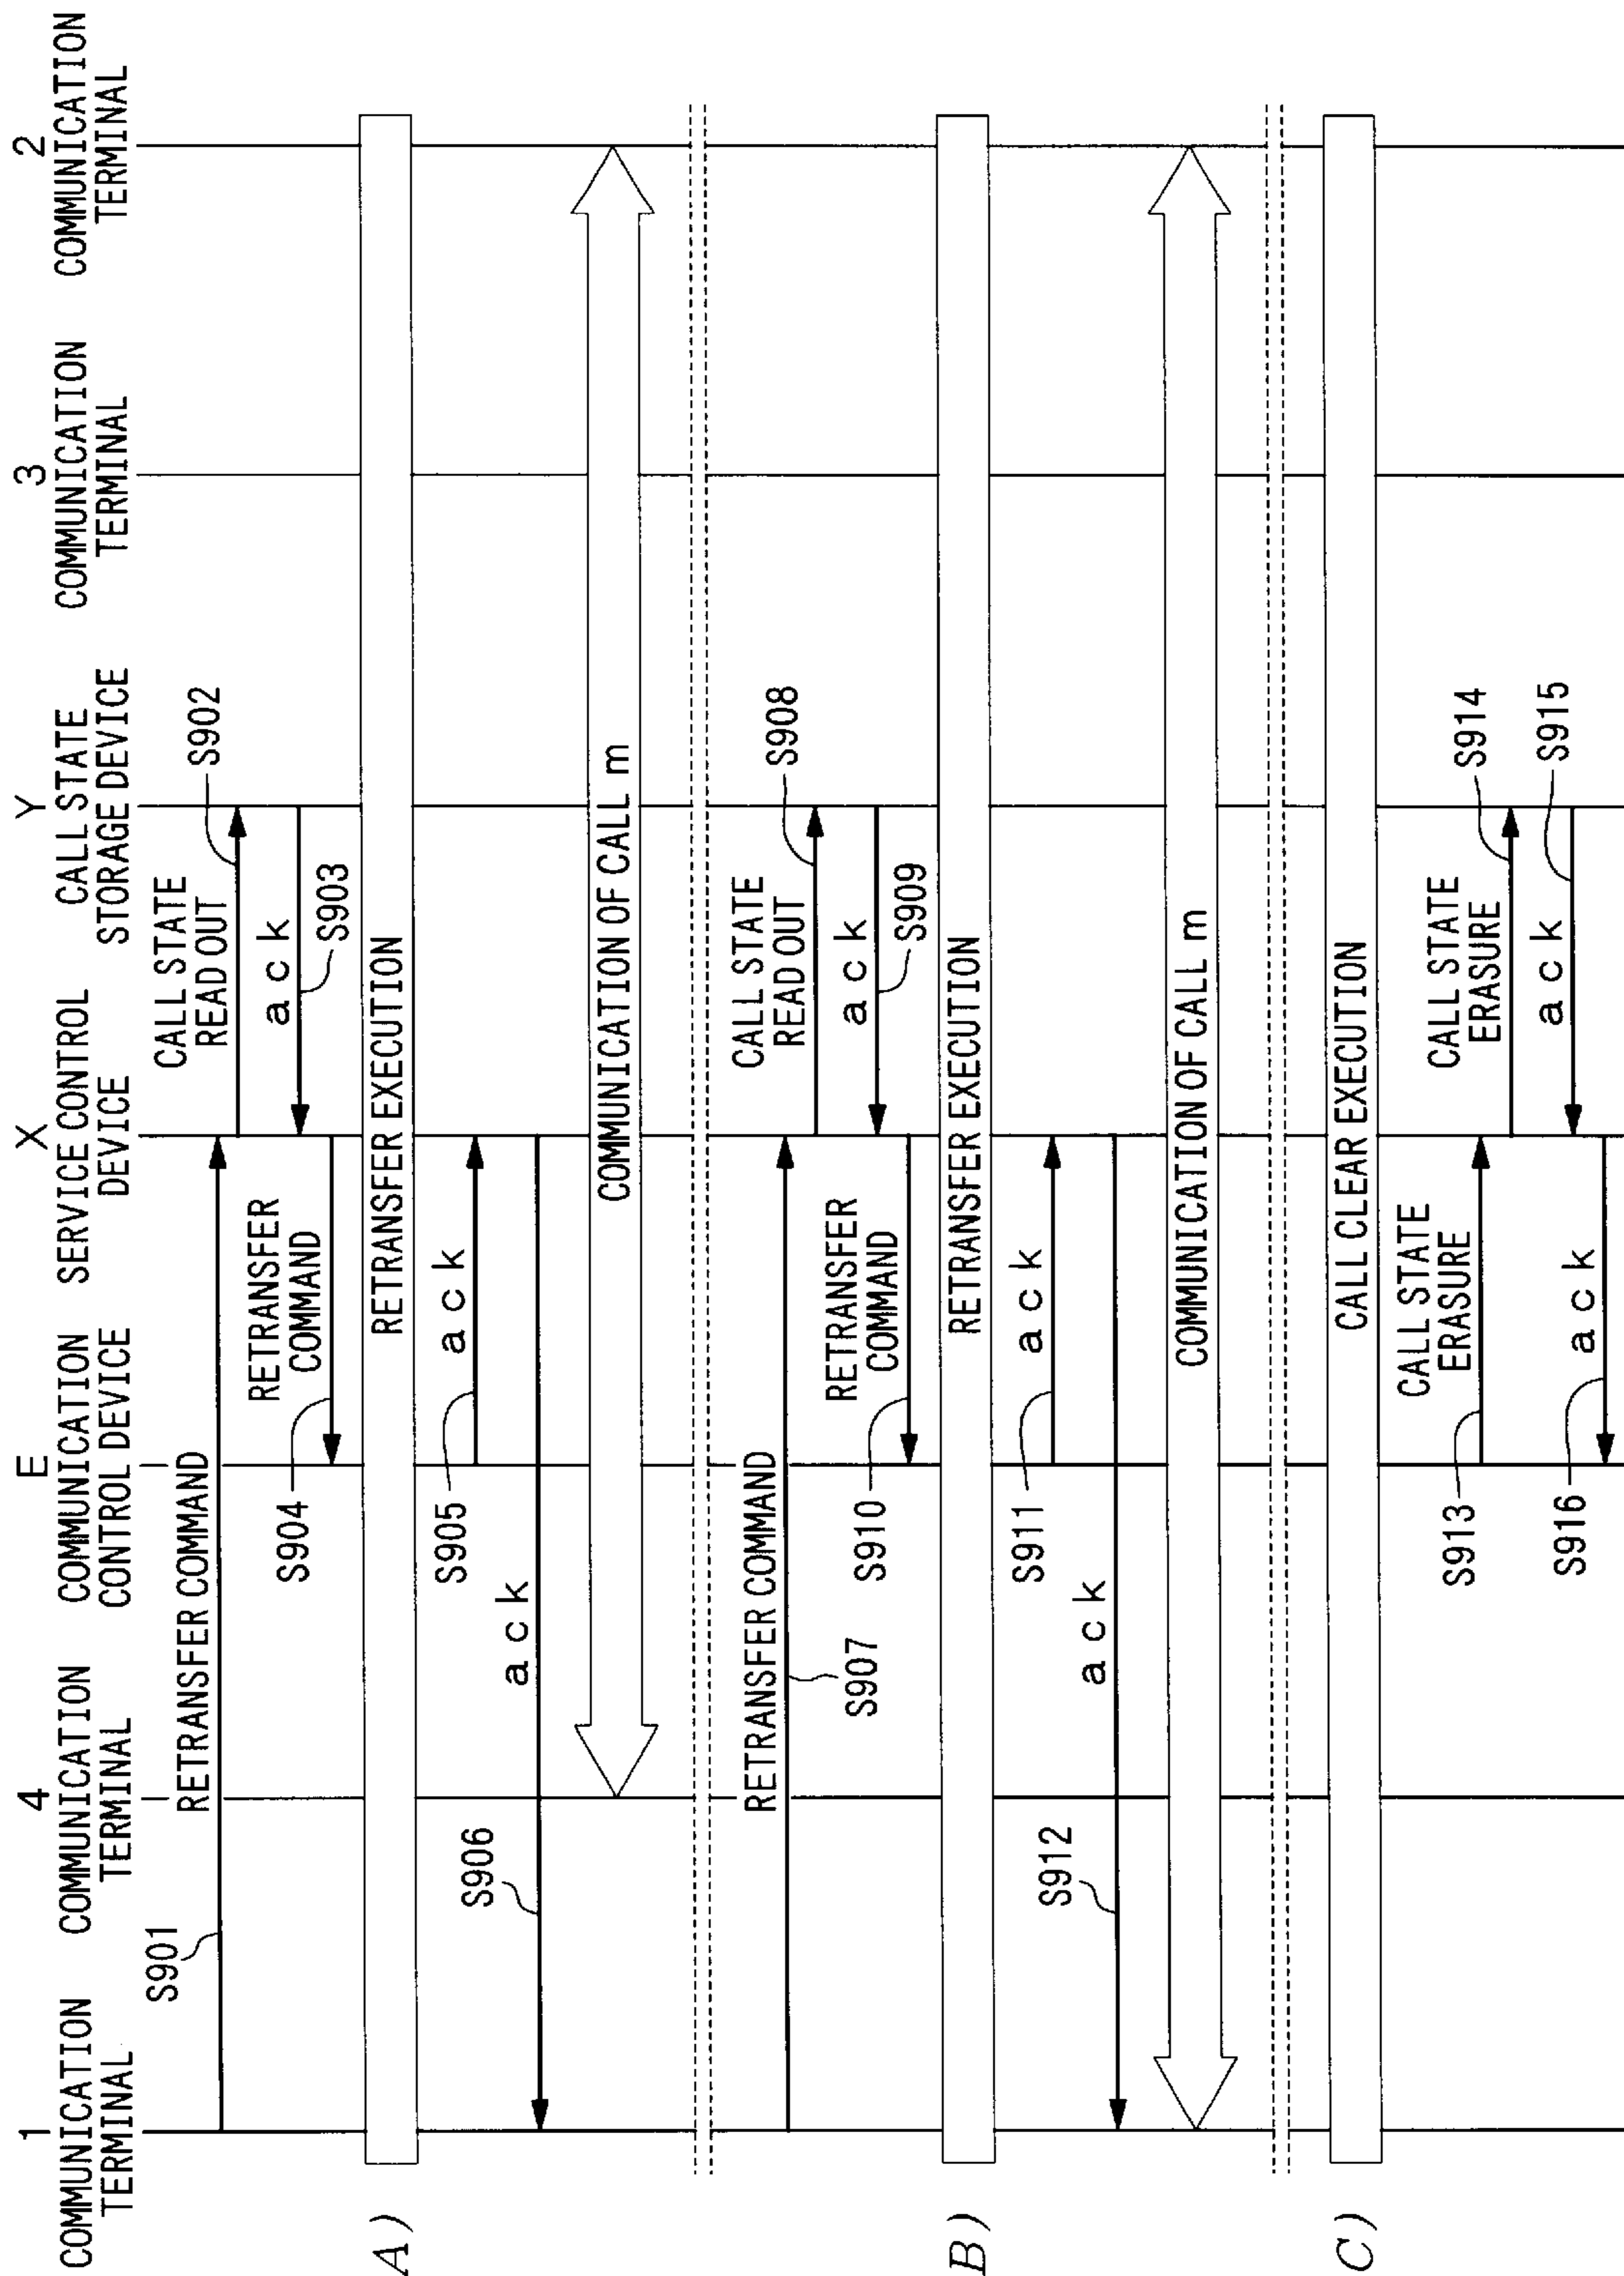 1
COMMUNICATION
TERMINAL
4
COMMUNICATION
TERMINAL
E
COMMUNICATION
CONTROL DEVICE
X
SERVICE CONTROL
DEVICE
Y
CALL STATE
STORAGE DEVICE
3
COMMUNICATION
TERMINAL
2
COMMUNICATION
TERMINAL
S901
RETRANSFER COMMAND
CALL STATE
READ OUT
S902
ack
S903
RETRANSFER
COMMAND
S904
A)
RETRANSFER EXECUTION
S905
ack
S906
ack
COMMUNICATION OF CALL m
RETRANSFER COMMAND
S907
CALL STATE
READ OUT
S908
ack
S909
RETRANSFER
COMMAND
S910
B)
RETRANSFER EXECUTION
S911
ack
S912
ack
COMMUNICATION OF CALL m
C)
CALL CLEAR EXECUTION
CALL STATE
ERASURE
S913
CALL STATE
ERASURE
S914
ack
S915
ack
S916